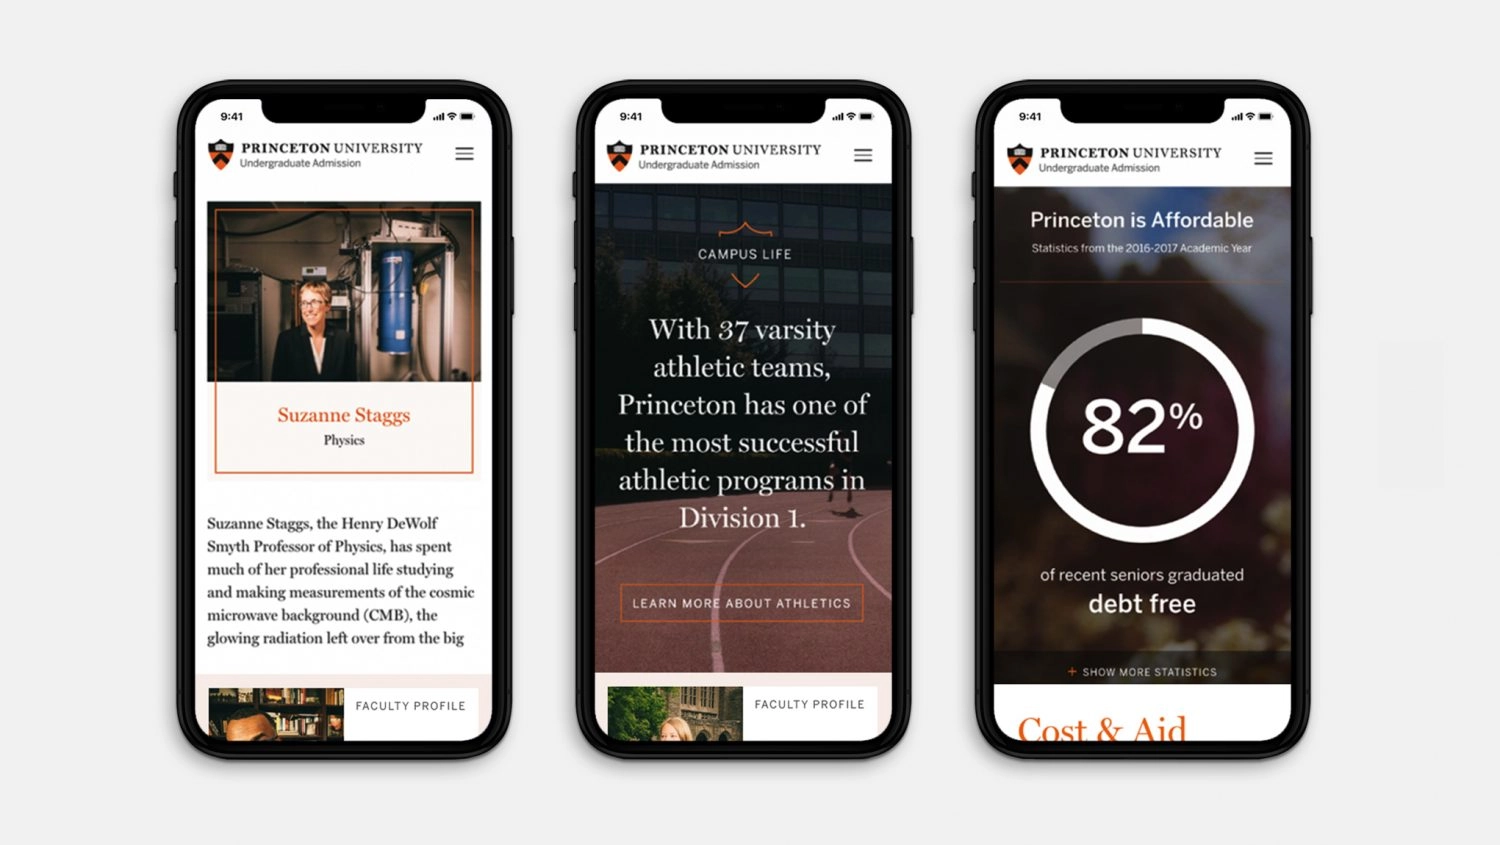 9:41
PRINCETON UNIVERSITY
Undergraduate Admission
Suzanne Staggs
Physics
Suzanne Staggs, the Henry DeWolf
Smyth Professor of Physics, has spent
much of her professional life studying
and making measurements of the cosmic
microwave background (CMB), the
glowing radiation left over from the big
FACULTY PROFILE
9:41
PRINCETON UNIVERSITY
Undergraduate Admission
CAMPUS LIFE
With 37 varsity
athletic teams,
Princeton has one of
the most successful
athletic programs in
Division 1.
LEARN MORE ABOUT ATHLETICS
FACULTY PROFILE
9:41
PRINCETON UNIVERSITY
Undergraduate Admission
Princeton is Affordable
Statistics from the 2016-2017 Academic Year
82%
of recent seniors graduated
debt free
+ SHOW MORE STATISTICS
Cost & Aid